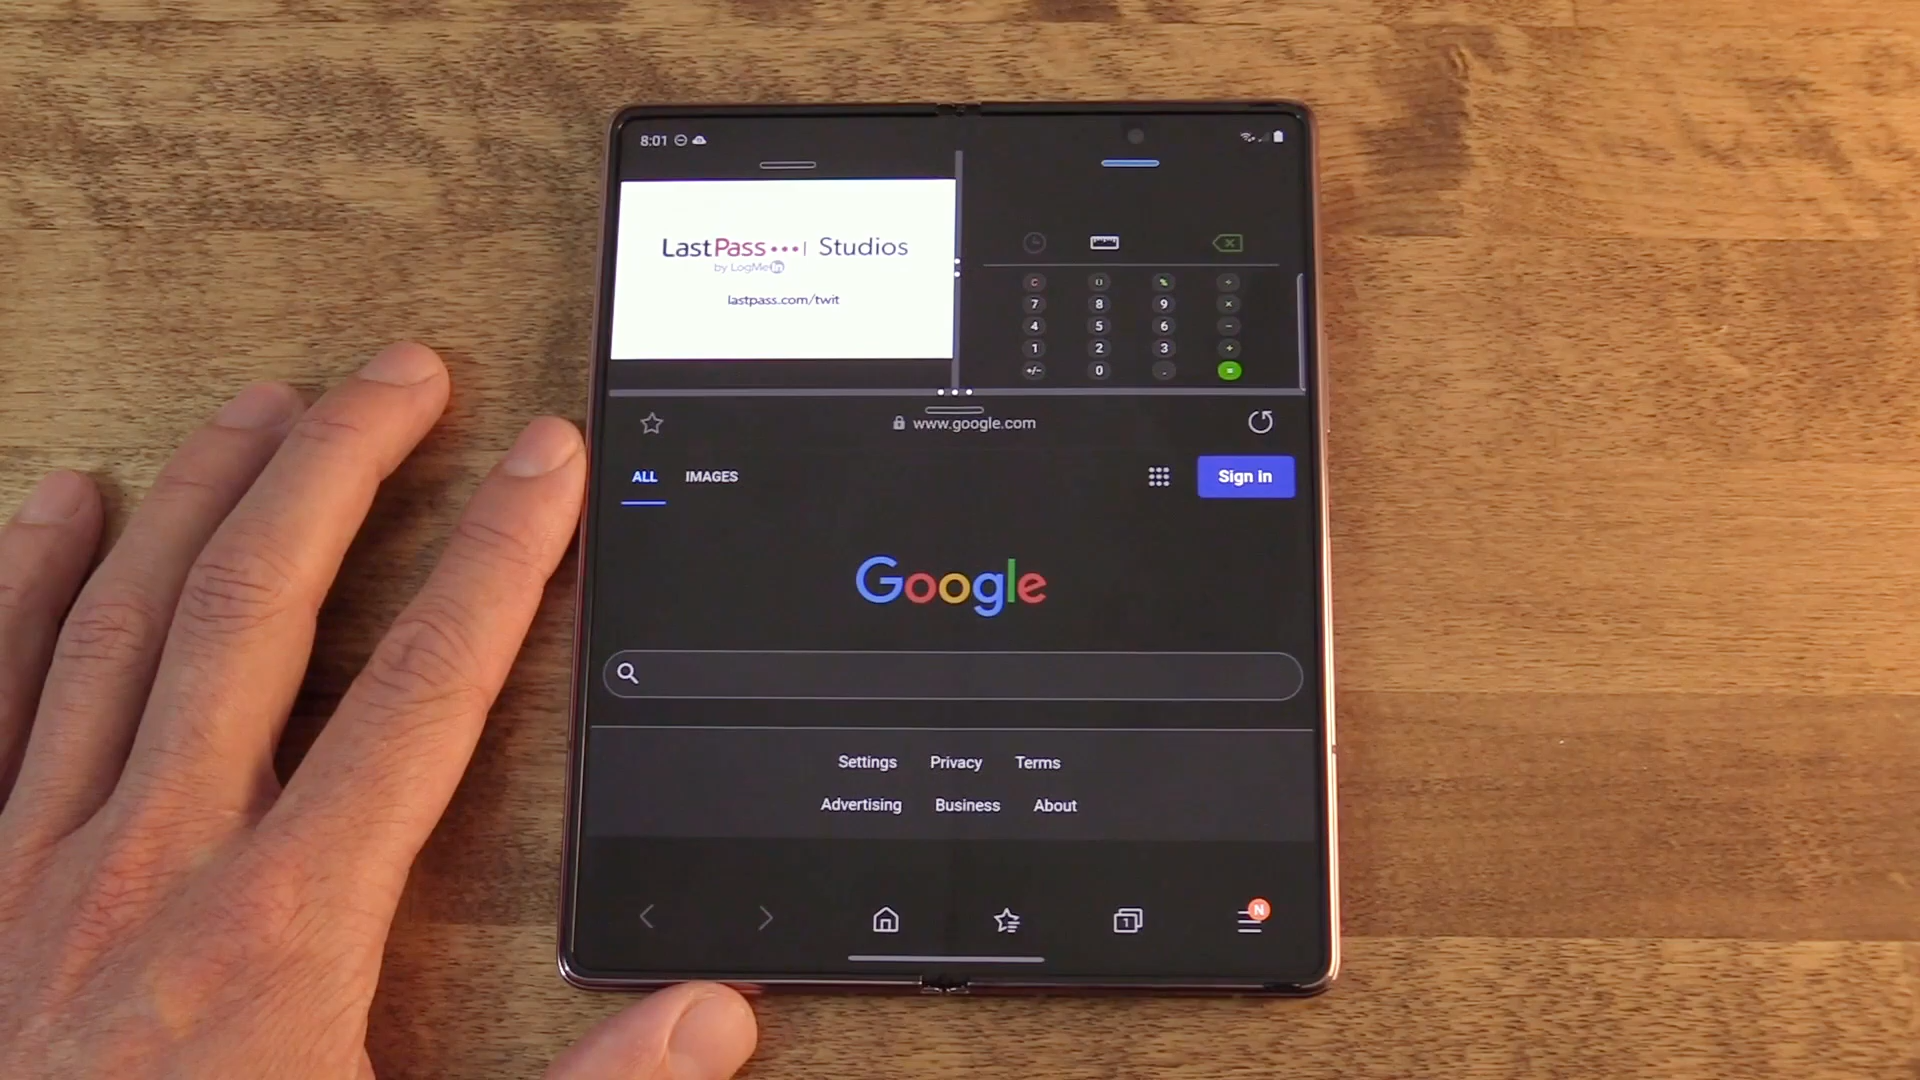 8:01
LastPass •••| Studios
by LogMeIn
lastpass.com/twit
C () % ÷
7 8 9 ×
4 5 6 −
1 2 3 +
+/− 0 . =
www.google.com
ALL IMAGES Sign in
Google
Settings Privacy Terms
Advertising Business About
1 N